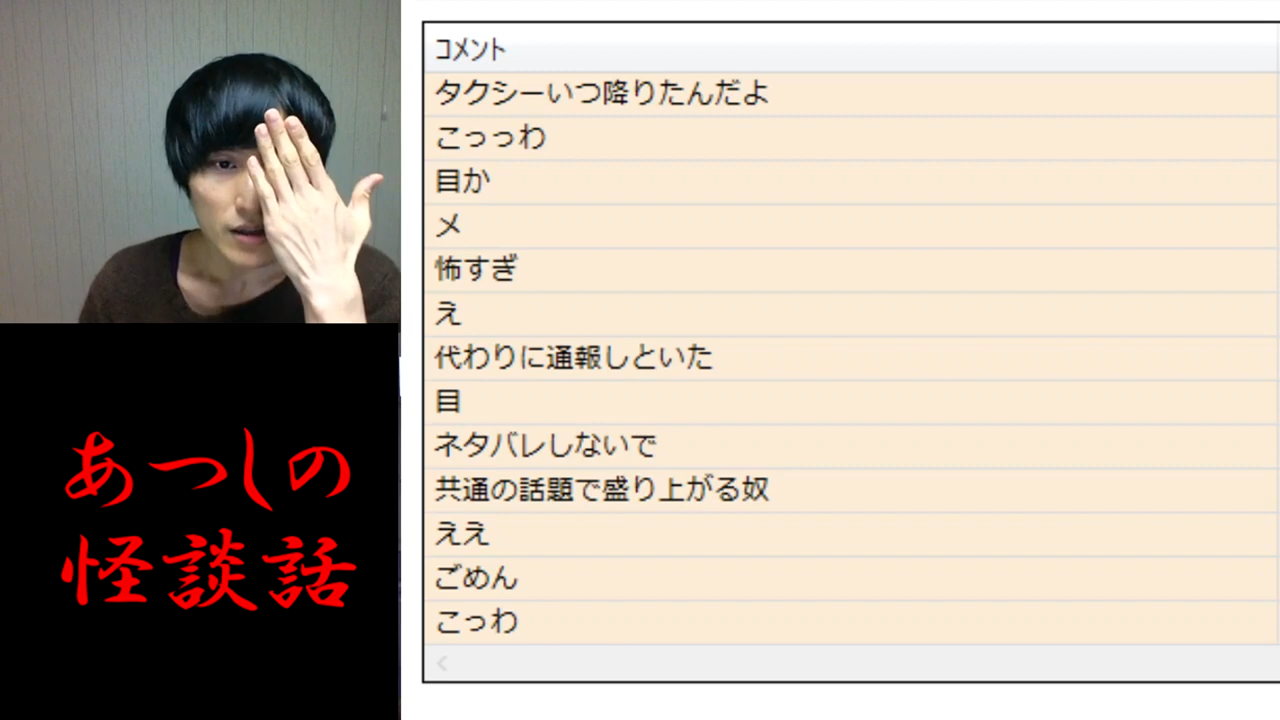 あつしの
怪談話
コメント
タクシーいつ降りたんだよ
こっっわ
目か
メ
怖すぎ
え
代わりに通報しといた
目
ネタバレしないで
共通の話題で盛り上がる奴
ええ
ごめん
こっわ